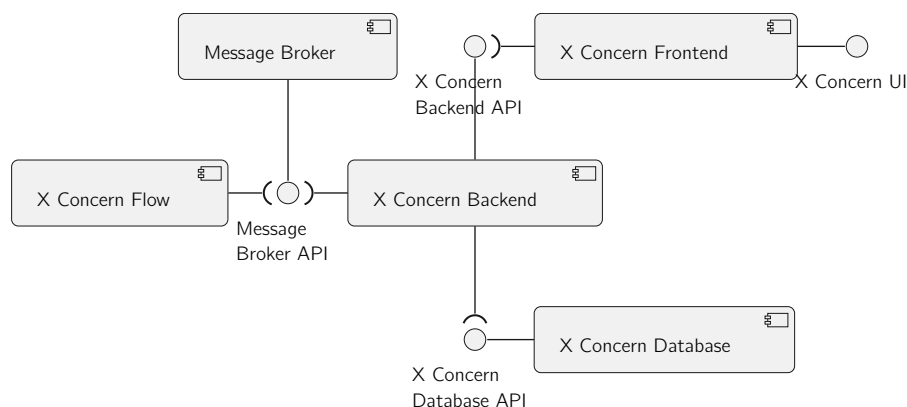 Message Broker
X Concern Frontend
X Concern
Backend API
X Concern UI
X Concern Flow
X Concern Backend
Message
Broker API
X Concern Database
X Concern
Database API